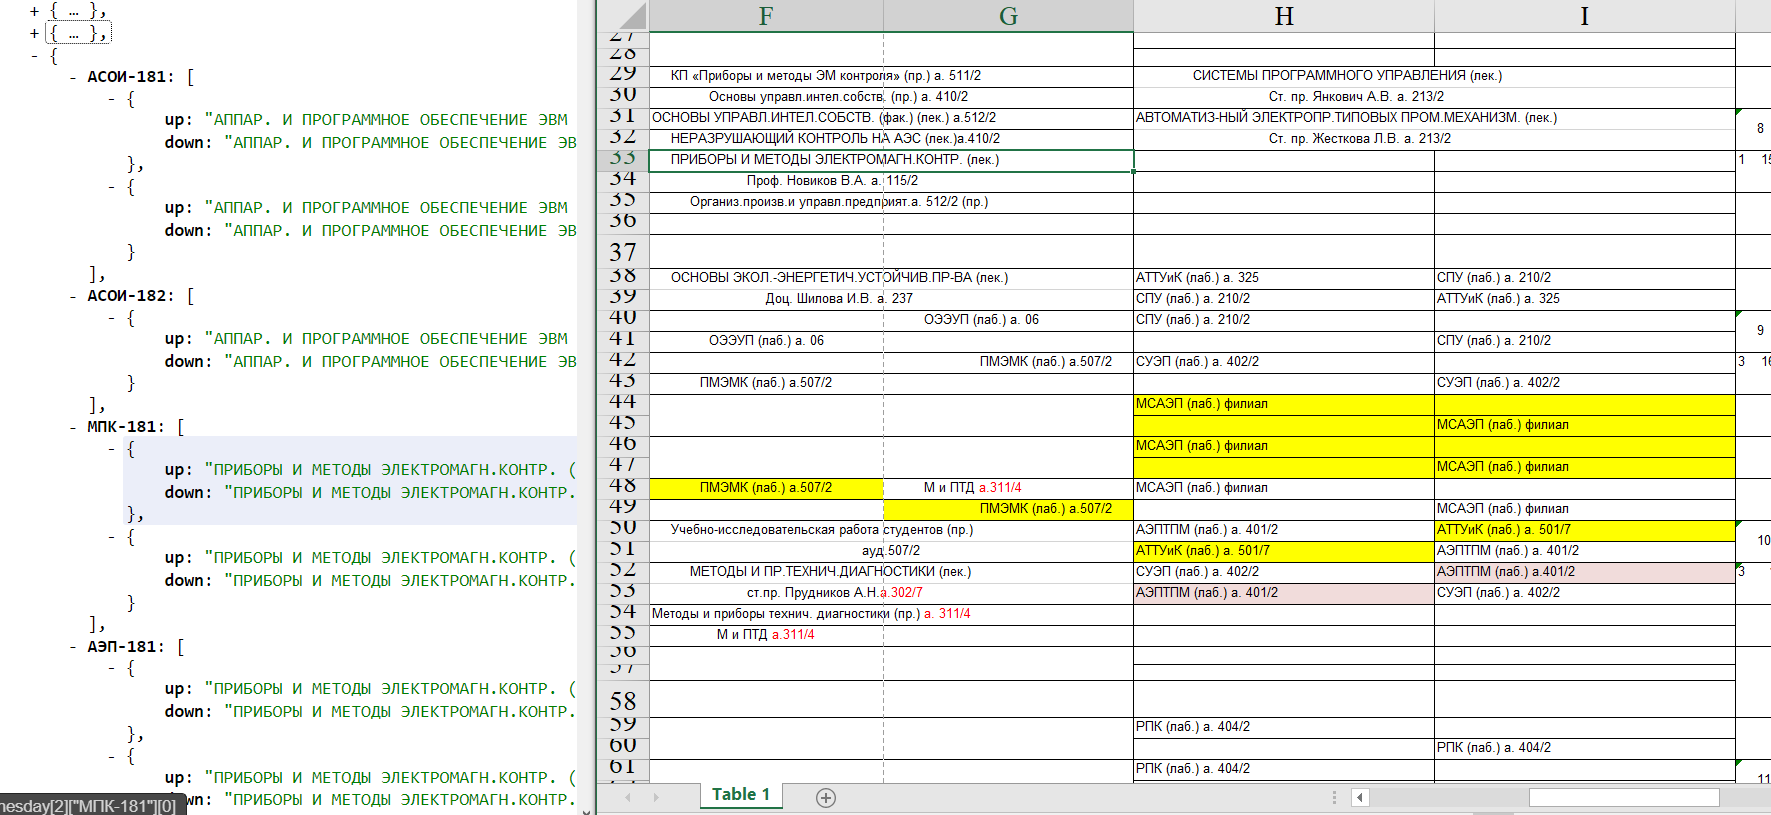 + { … },
+ { … },
- {
- АСОИ-181: [
- {
up: "АППАР. И ПРОГРАММНОЕ ОБЕСПЕЧЕНИЕ ЭВМ
down: "АППАР. И ПРОГРАММНОЕ ОБЕСПЕЧЕНИЕ ЭВ
},
- {
up: "АППАР. И ПРОГРАММНОЕ ОБЕСПЕЧЕНИЕ ЭВМ
down: "АППАР. И ПРОГРАММНОЕ ОБЕСПЕЧЕНИЕ ЭВ
}
],
- АСОИ-182: [
- {
up: "АППАР. И ПРОГРАММНОЕ ОБЕСПЕЧЕНИЕ ЭВМ
down: "АППАР. И ПРОГРАММНОЕ ОБЕСПЕЧЕНИЕ ЭВ
}
],
- МПК-181: [
- {
up: "ПРИБОРЫ И МЕТОДЫ ЭЛЕКТРОМАГН.КОНТР. (
down: "ПРИБОРЫ И МЕТОДЫ ЭЛЕКТРОМАГН.КОНТР.
},
- {
up: "ПРИБОРЫ И МЕТОДЫ ЭЛЕКТРОМАГН.КОНТР. (
down: "ПРИБОРЫ И МЕТОДЫ ЭЛЕКТРОМАГН.КОНТР.
}
],
- АЭП-181: [
- {
up: "ПРИБОРЫ И МЕТОДЫ ЭЛЕКТРОМАГН.КОНТР. (
down: "ПРИБОРЫ И МЕТОДЫ ЭЛЕКТРОМАГН.КОНТР.
},
- {
up: "ПРИБОРЫ И МЕТОДЫ ЭЛЕКТРОМАГН.КОНТР. (
wn: "ПРИБОРЫ И МЕТОДЫ ЭЛЕКТРОМАГН.КОНТР.
nesday[2]["МПК-181"][0]
F G H I
27
28
29 КП «Приборы и методы ЭМ контроля» (пр.) а. 511/2 СИСТЕМЫ ПРОГРАММНОГО УПРАВЛЕНИЯ (лек.)
30 Основы управл.интел.собств. (пр.) а. 410/2 Ст. пр. Янкович А.В. а. 213/2
31 ОСНОВЫ УПРАВЛ.ИНТЕЛ.СОБСТВ. (фак.) (лек.) а.512/2 АВТОМАТИЗ-НЫЙ ЭЛЕКТРОПР.ТИПОВЫХ ПРОМ.МЕХАНИЗМ. (лек.) 8
32 НЕРАЗРУШАЮЩИЙ КОНТРОЛЬ НА АЭС (лек.)а.410/2 Ст. пр. Жесткова Л.В. а. 213/2
33 ПРИБОРЫ И МЕТОДЫ ЭЛЕКТРОМАГН.КОНТР. (лек.) 1 15
34 Проф. Новиков В.А. а. 115/2
35 Организ.произв.и управл.предприят.а. 512/2 (пр.)
36
37
38 ОСНОВЫ ЭКОЛ.-ЭНЕРГЕТИЧ.УСТОЙЧИВ.ПР-ВА (лек.) АТТУиК (лаб.) а. 325 СПУ (лаб.) а. 210/2
39 Доц. Шилова И.В. а. 237 СПУ (лаб.) а. 210/2 АТТУиК (лаб.) а. 325
40 ОЭЭУП (лаб.) а. 06 СПУ (лаб.) а. 210/2 9
41 ОЭЭУП (лаб.) а. 06 СПУ (лаб.) а. 210/2
42 ПМЭМК (лаб.) а.507/2 СУЭП (лаб.) а. 402/2 3 16
43 ПМЭМК (лаб.) а.507/2 СУЭП (лаб.) а. 402/2
44 МСАЭП (лаб.) филиал
45 МСАЭП (лаб.) филиал
46 МСАЭП (лаб.) филиал
47 МСАЭП (лаб.) филиал
48 ПМЭМК (лаб.) а.507/2 М и ПТД а.311/4 МСАЭП (лаб.) филиал
49 ПМЭМК (лаб.) а.507/2 МСАЭП (лаб.) филиал
50 Учебно-исследовательская работа студентов (пр.) АЭПТПМ (лаб.) а. 401/2 АТТУиК (лаб.) а. 501/7 10
51 ауд.507/2 АТТУиК (лаб.) а. 501/7 АЭПТПМ (лаб.) а. 401/2
52 МЕТОДЫ И ПР.ТЕХНИЧ.ДИАГНОСТИКИ (лек.) СУЭП (лаб.) а. 402/2 АЭПТПМ (лаб.) а.401/2 3
53 ст.пр. Прудников А.Н.а.302/7 АЭПТПМ (лаб.) а. 401/2 СУЭП (лаб.) а. 402/2
54 Методы и приборы технич. диагностики (пр.) а. 311/4
55 М и ПТД а.311/4
56
57
58
59 РПК (лаб.) а. 404/2
60 РПК (лаб.) а. 404/2
61 РПК (лаб.) а. 404/2 11
Table 1